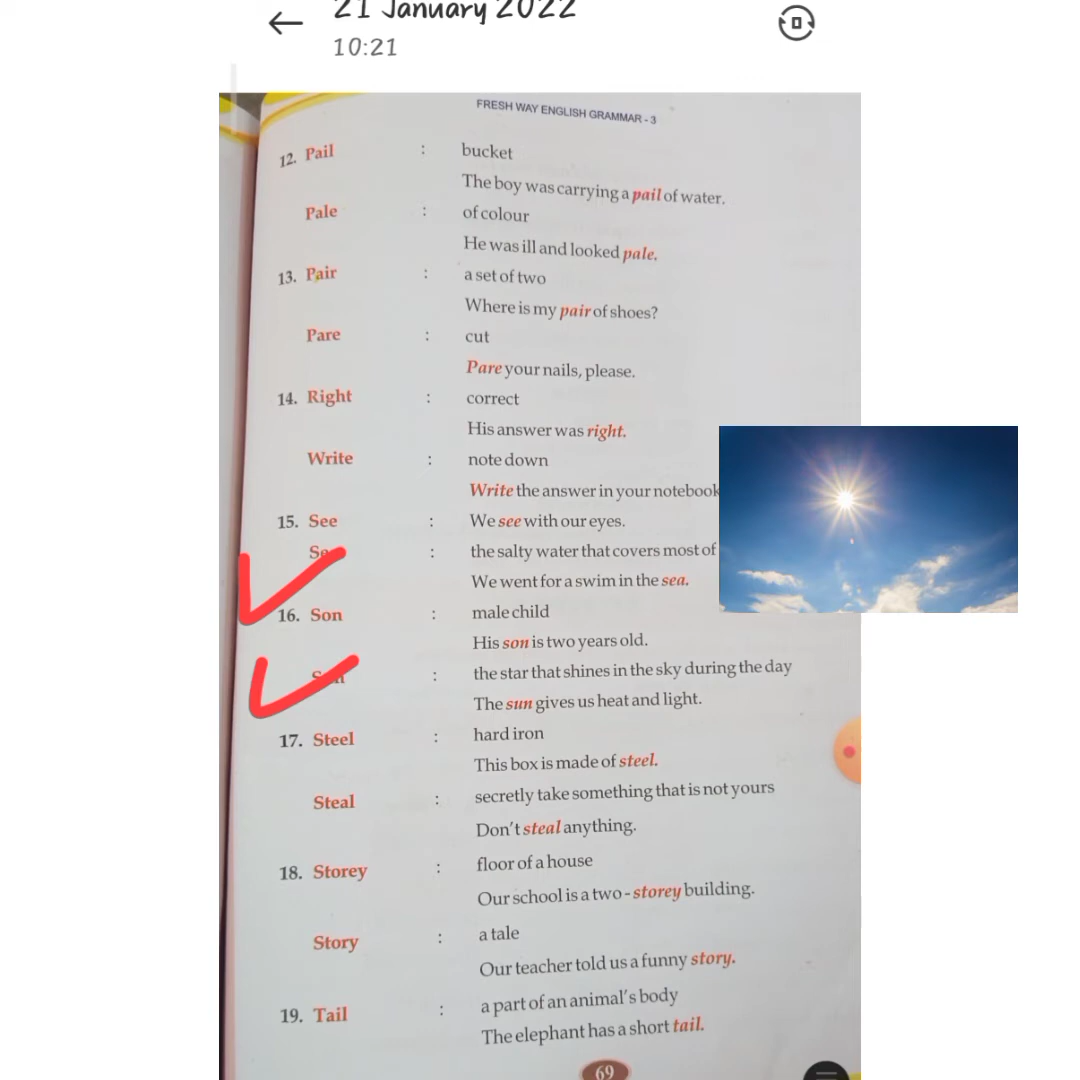 21 January 2022
10:21
FRESH WAY ENGLISH GRAMMAR - 3
12. Pail : bucket
The boy was carrying a pail of water.
Pale : of colour
He was ill and looked pale.
13. Pair : a set of two
Where is my pair of shoes?
Pare : cut
Pare your nails, please.
14. Right : correct
His answer was right.
Write : note down
Write the answer in your notebook
15. See : We see with our eyes.
: the salty water that covers most of
We went for a swim in the sea.
16. Son : male child
His son is two years old.
: the star that shines in the sky during the day
The sun gives us heat and light.
17. Steel : hard iron
This box is made of steel.
Steal : secretly take something that is not yours
Don't steal anything.
18. Storey : floor of a house
Our school is a two - storey building.
Story : a tale
Our teacher told us a funny story.
19. Tail : a part of an animal's body
The elephant has a short tail.
69